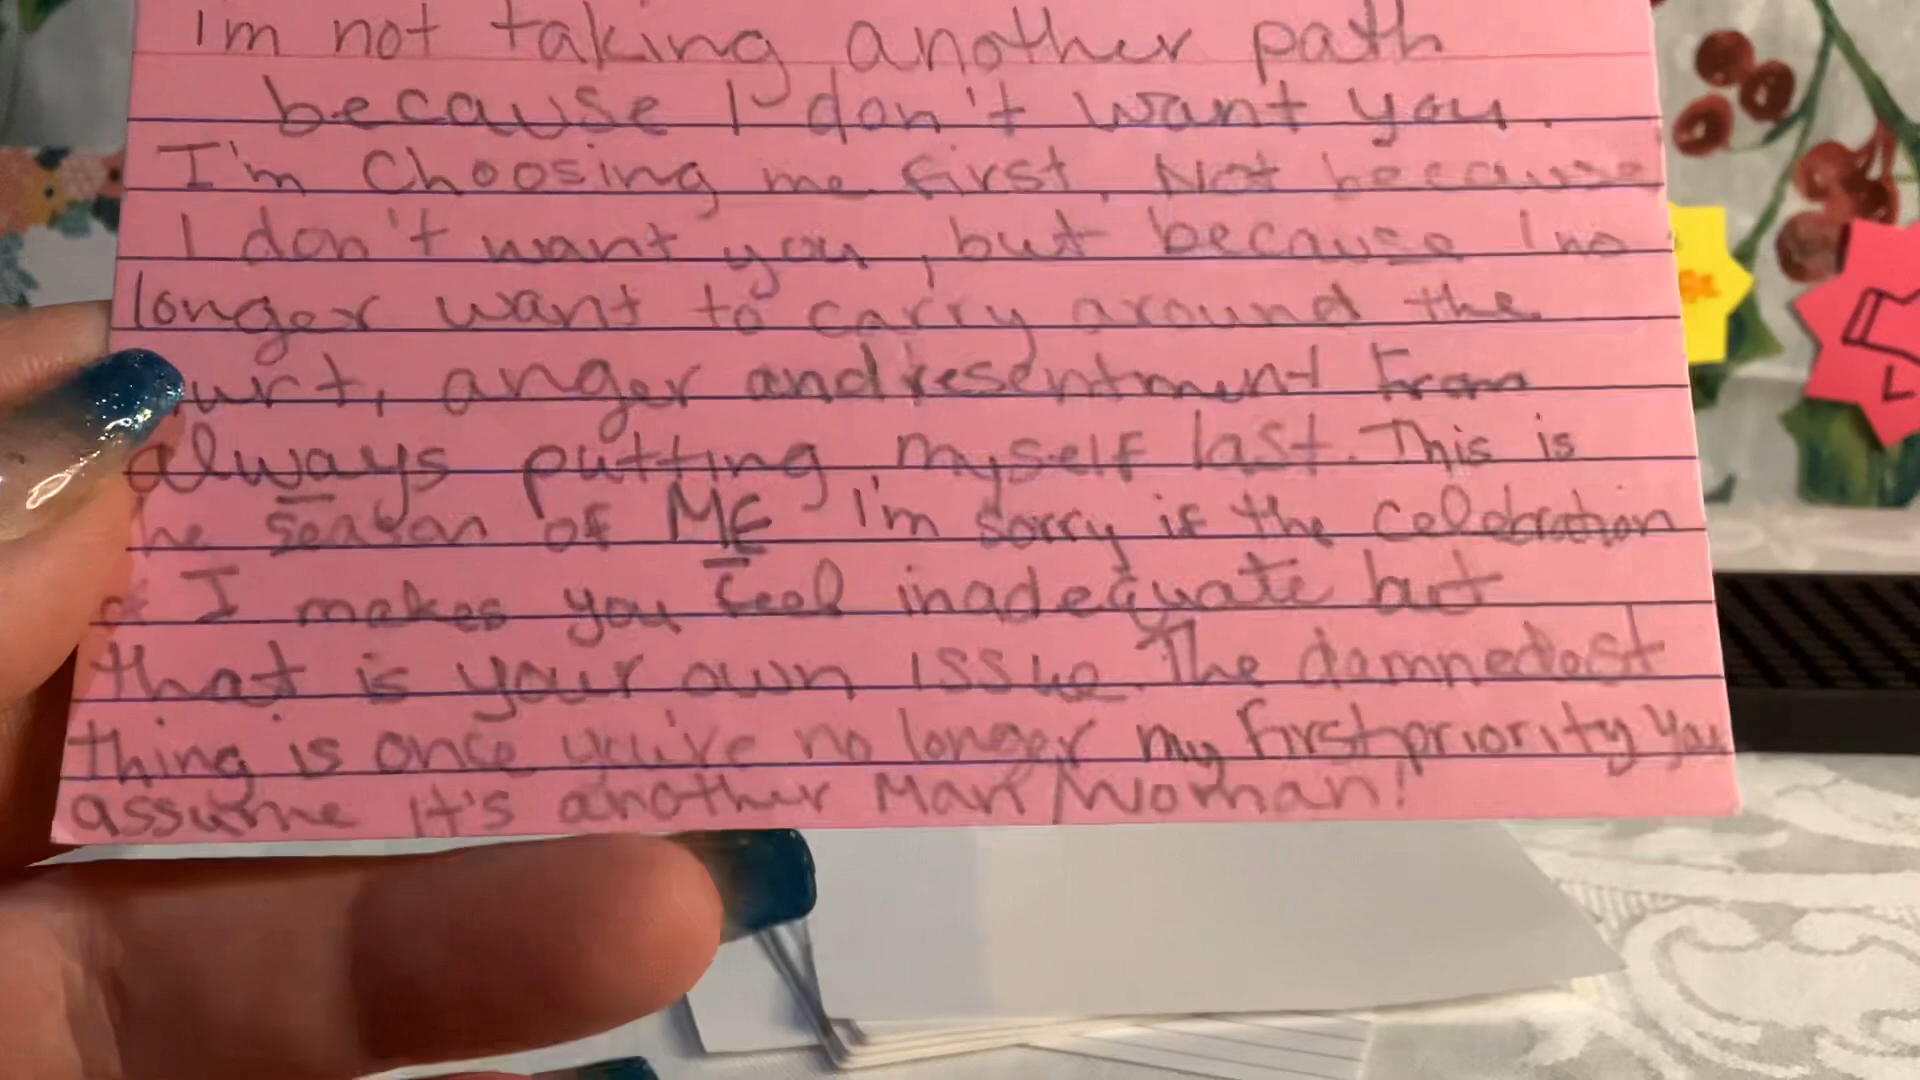 I'm not taking another path
because I don't want you.
I'm Choosing me first. Not because
I don't want you, but because I no
longer want to carry around the
urt, anger and resentment from
always putting myself last. This is
he season of ME I'm sorry if the Celebration
I makes you feel inadequate but
that is your own issue. The damnedest
thing is once you're no longer my first priority you
assume it's another Man/Woman!
L